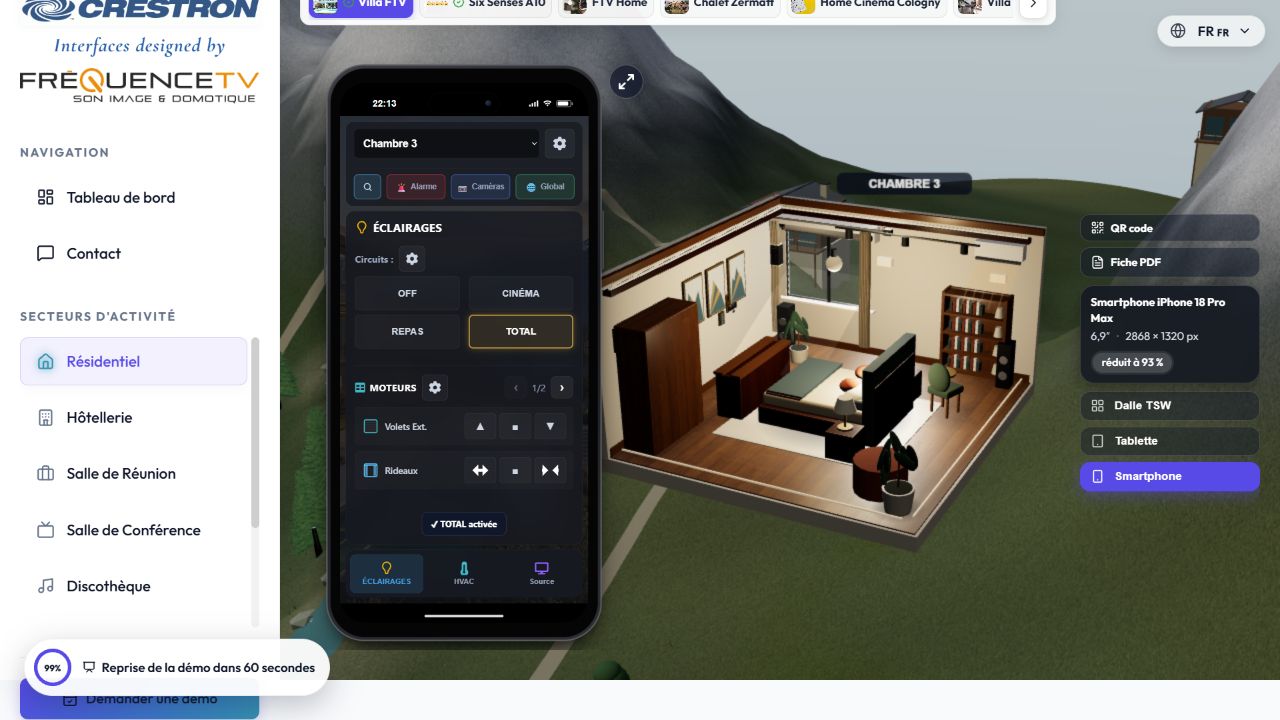 CRESTRON
Interfaces designed by
FRÉQUENCETV
SON IMAGE & DOMOTIQUE
NAVIGATION
Tableau de bord
Contact
SECTEURS D'ACTIVITÉ
Résidentiel
Hôtellerie
Salle de Réunion
Salle de Conférence
Discothèque
99%
Reprise de la démo dans 60 secondes
Demander une démo
Villa FTV
Six Senses A10
FTV Home
Chalet Zermatt
Home Cinema Cologny
Villa
FR FR
22:13
Chambre 3
Alarme
Caméras
Global
ÉCLAIRAGES
Circuits :
OFF
CINÉMA
REPAS
TOTAL
MOTEURS
1/2
Volets Ext.
Rideaux
✓ TOTAL activée
ÉCLAIRAGES
HVAC
Source
CHAMBRE 3
QR code
Fiche PDF
Smartphone iPhone 18 Pro
Max
6,9" · 2868 × 1320 px
réduit à 93 %
Dalle TSW
Tablette
Smartphone